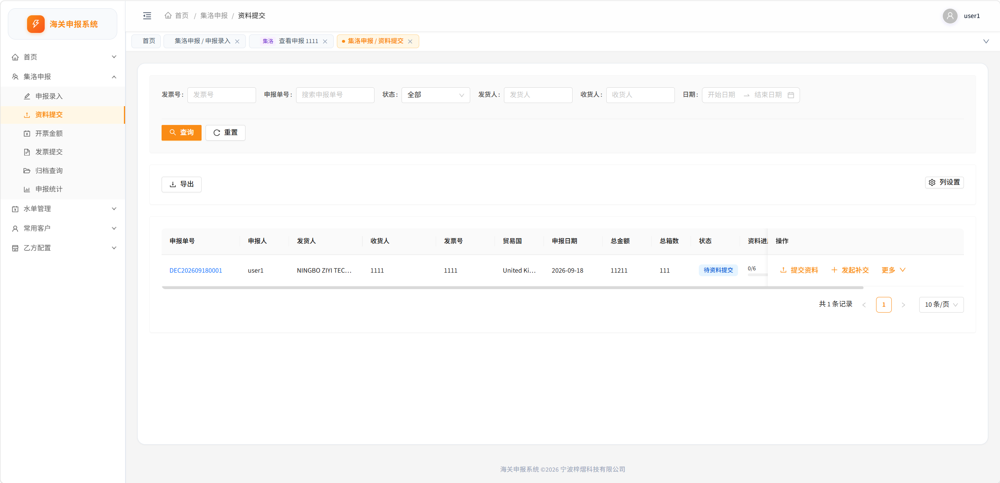 海关申报系统
首页
集洛申报
申报录入
资料提交
开票金额
发票提交
归档查询
申报统计
水单管理
常用客户
乙方配置
首页 / 集洛申报 / 资料提交
user1
首页
集洛申报 / 申报录入
集洛 查看申报 1111
集洛申报 / 资料提交
发票号: 发票号
申报单号: 搜索申报单号
状态: 全部
发货人: 发货人
收货人: 收货人
日期: 开始日期 → 结束日期
查询
重置
导出
列设置
申报单号 申报人 发货人 收货人 发票号 贸易国 申报日期 总金额 总箱数 状态 资料进 操作
DEC202609180001 user1 NINGBO ZIYI TEC... 1111 1111 United Ki... 2026-09-18 11211 111 待资料提交 0/6 提交资料 发起补交 更多
共 1 条记录 < 1 > 10 条/页
海关申报系统 ©2026 宁波梓熠科技有限公司